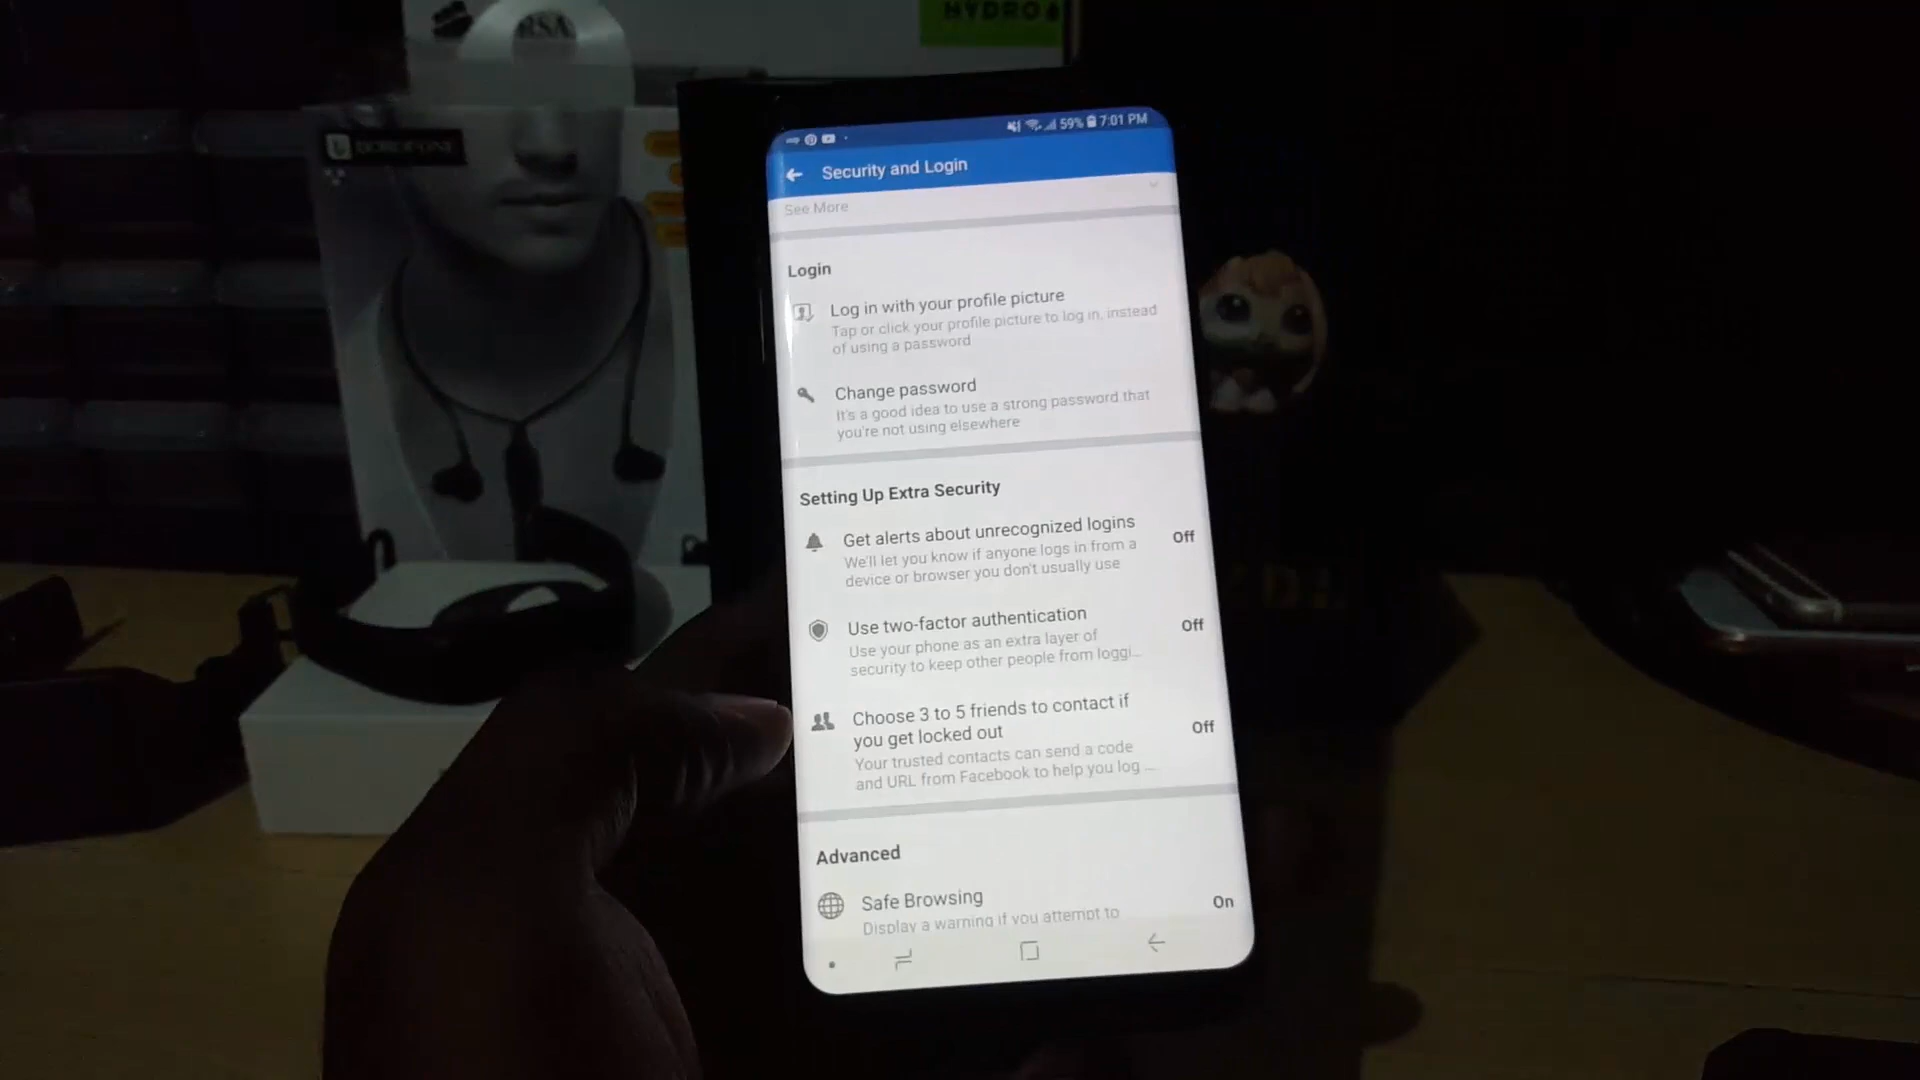 RSA
HYDRO
BOROFONE
59% 7:01 PM
Security and Login
See More
Login
Log in with your profile picture
Tap or click your profile picture to log in, instead
of using a password
Change password
It's a good idea to use a strong password that
you're not using elsewhere
Setting Up Extra Security
Get alerts about unrecognized logins
Off
We'll let you know if anyone logs in from a
device or browser you don't usually use
Use two-factor authentication
Off
Use your phone as an extra layer of
security to keep other people from loggi...
Choose 3 to 5 friends to contact if
you get locked out
Off
Your trusted contacts can send a code
and URL from Facebook to help you log ...
Advanced
Safe Browsing
On
Display a warning if you attempt to